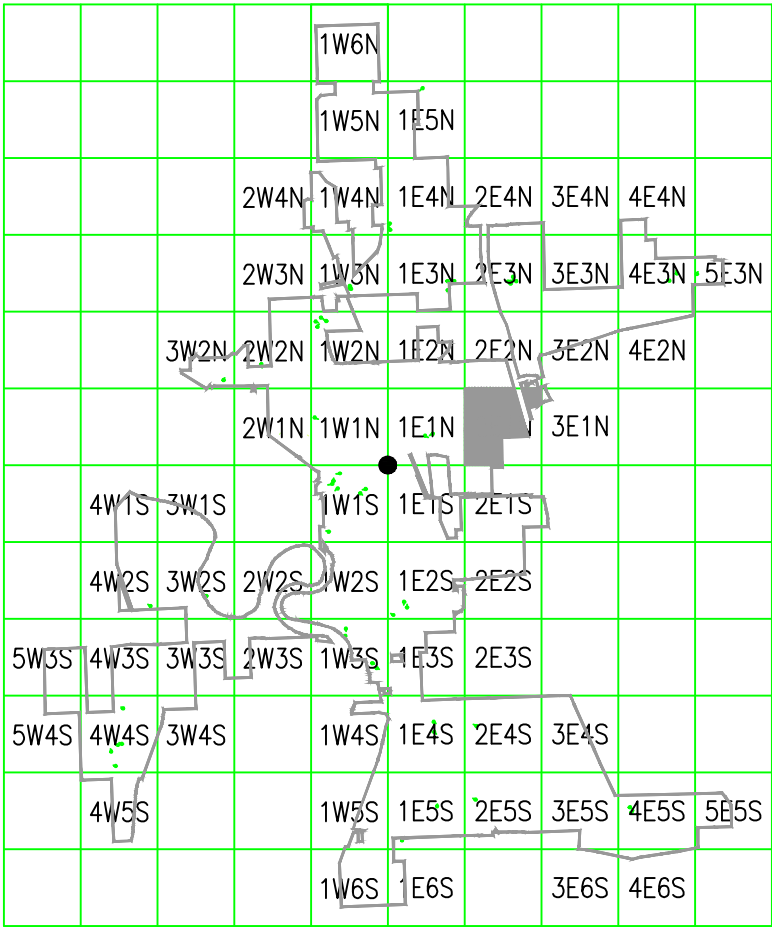 1W6N
1W5N 1E5N
2W4N 1W4N 1E4N 2E4N 3E4N 4E4N
2W3N 1W3N 1E3N 2E3N 3E3N 4E3N 5E3N
3W2N 2W2N 1W2N 1E2N 2E2N 3E2N 4E2N
2W1N 1W1N 1E1N 3E1N
4W1S 3W1S 1W1S 1E1S 2E1S
4W2S 3W2S 2W2S 1W2S 1E2S 2E2S
5W3S 4W3S 3W3S 2W3S 1W3S 1E3S 2E3S
5W4S 4W4S 3W4S 1W4S 1E4S 2E4S 3E4S
4W5S 1W5S 1E5S 2E5S 3E5S 4E5S 5E5S
1W6S 1E6S 3E6S 4E6S